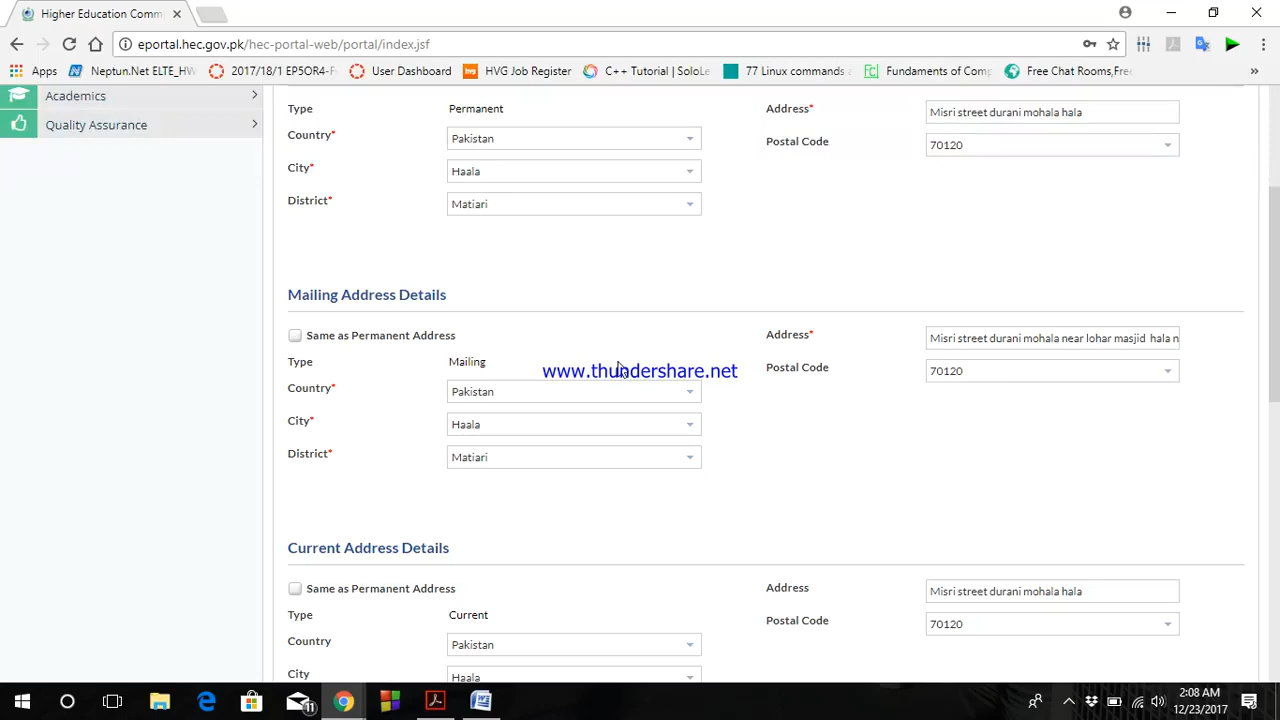 Higher Education Comm
eportal.hec.gov.pk/hec-portal-web/portal/index.jsf
Apps Neptun.Net ELTE_HW 2017/18/1 EP5G54-F User Dashboard HVG Job Register C++ Tutorial | SoloLe 77 Linux commands Fundaments of Comp Free Chat Rooms,Fre »
Academics
Quality Assurance
Type Permanent Address* Misri street durani mohala hala
Country* Pakistan Postal Code 70120
City* Haala
District* Matiari
Mailing Address Details
Same as Permanent Address Address* Misri street durani mohala near lohar masjid hala n
Type Mailing Postal Code 70120
www.thundershare.net
Country* Pakistan
City* Haala
District* Matiari
Current Address Details
Same as Permanent Address Address Misri street durani mohala hala
Type Current Postal Code 70120
Country Pakistan
City Haala
11
2:08 AM
12/23/2017